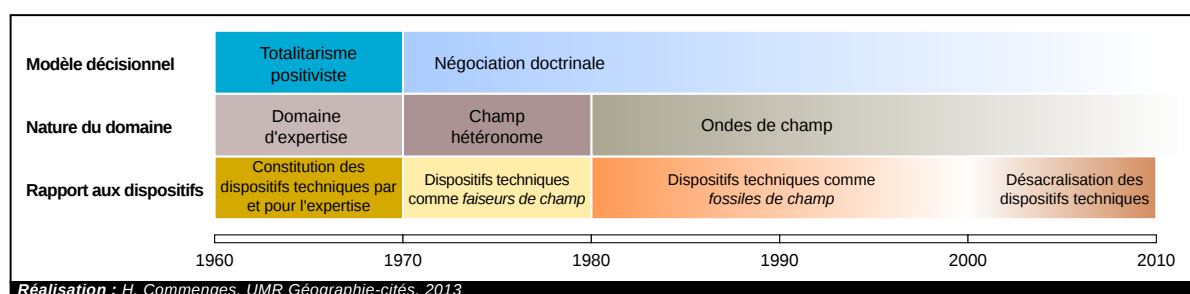 Modèle décisionnel
Totalitarisme
positiviste
Négociation doctrinale
Nature du domaine
Domaine
d'expertise
Champ
hétéronome
Ondes de champ
Rapport aux dispositifs
Constitution des
dispositifs techniques par
et pour l'expertise
Dispositifs techniques
comme faiseurs de champ
Dispositifs techniques comme
fossiles de champ
Désacralisation des
dispositifs techniques
1960 1970 1980 1990 2000 2010
Réalisation : H. Commenges, UMR Géographie-cités, 2013